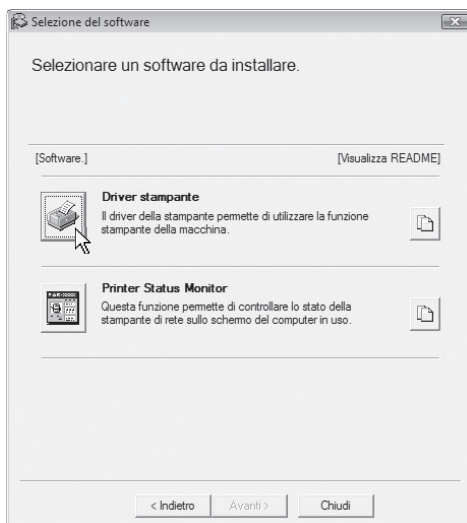 Selezione del software
Selezionare un software da installare.
[Software.] [Visualizza README]
Driver stampante
Il driver della stampante permette di utilizzare la funzione
stampante della macchina.
Printer Status Monitor
Questa funzione permette di controllare lo stato della
stampante di rete sullo schermo del computer in uso.
< Indietro Avanti > Chiudi